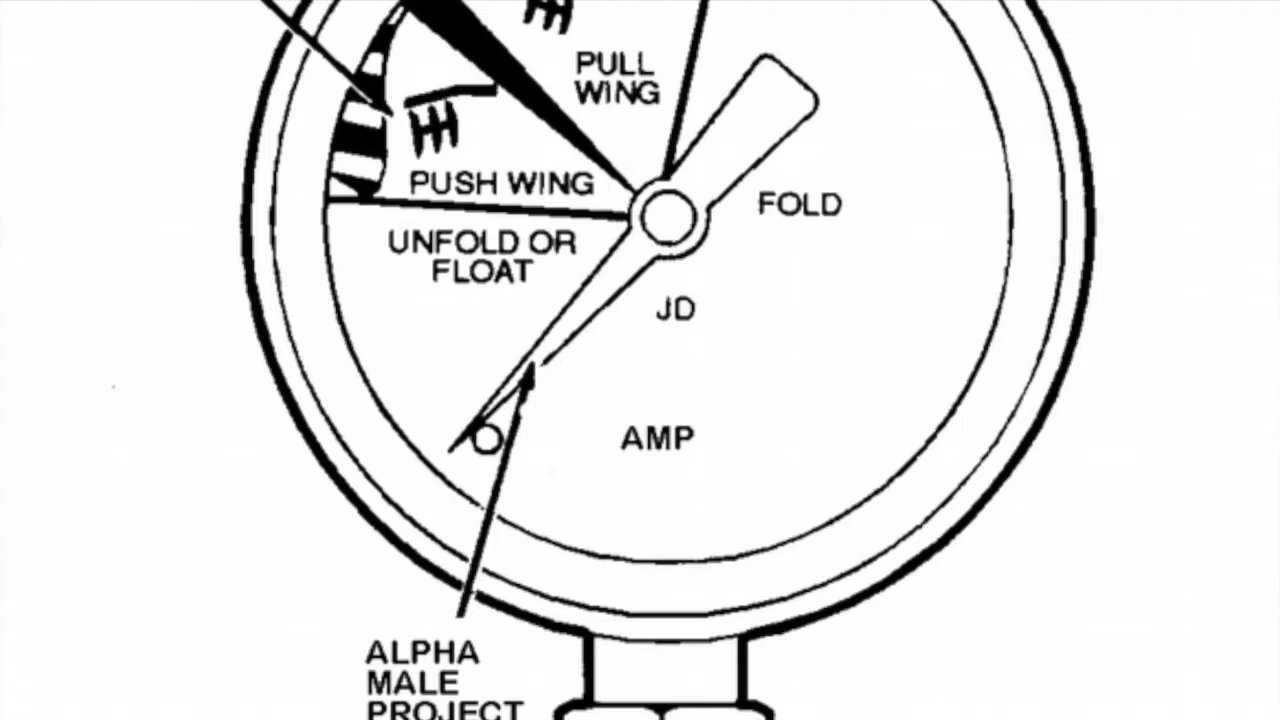 PULL
WING
PUSH WING
FOLD
UNFOLD OR
FLOAT
JD
AMP
ALPHA
MALE
PROJECT